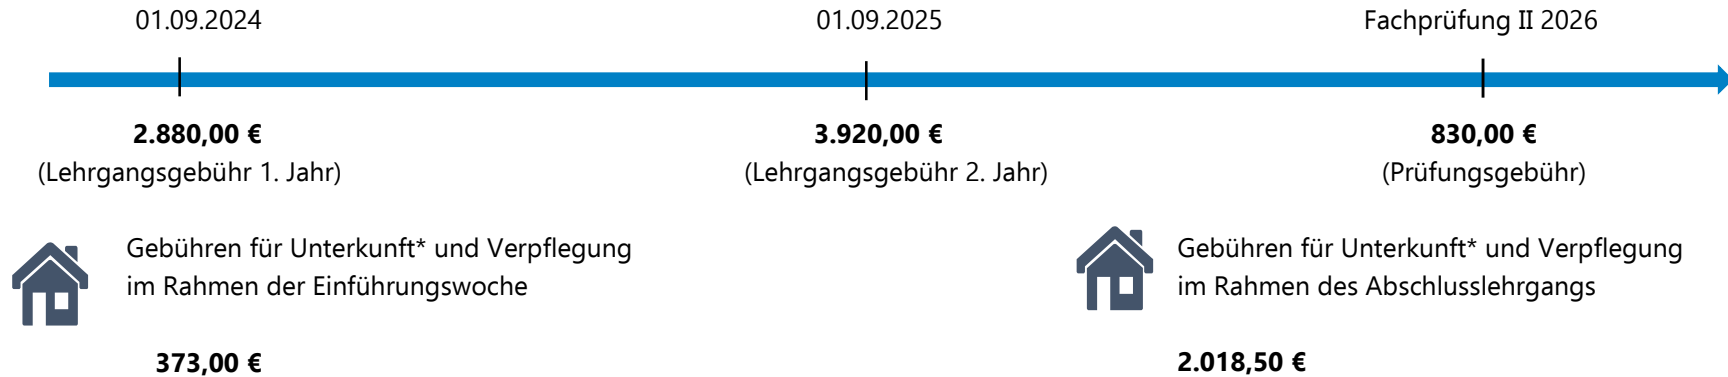 01.09.2024
01.09.2025
Fachprüfung II 2026
2.880,00 €
(Lehrgangsgebühr 1. Jahr)
3.920,00 €
(Lehrgangsgebühr 2. Jahr)
830,00 €
(Prüfungsgebühr)
Gebühren für Unterkunft* und Verpflegung
im Rahmen der Einführungswoche
373,00 €
Gebühren für Unterkunft* und Verpflegung
im Rahmen des Abschlusslehrgangs
2.018,50 €